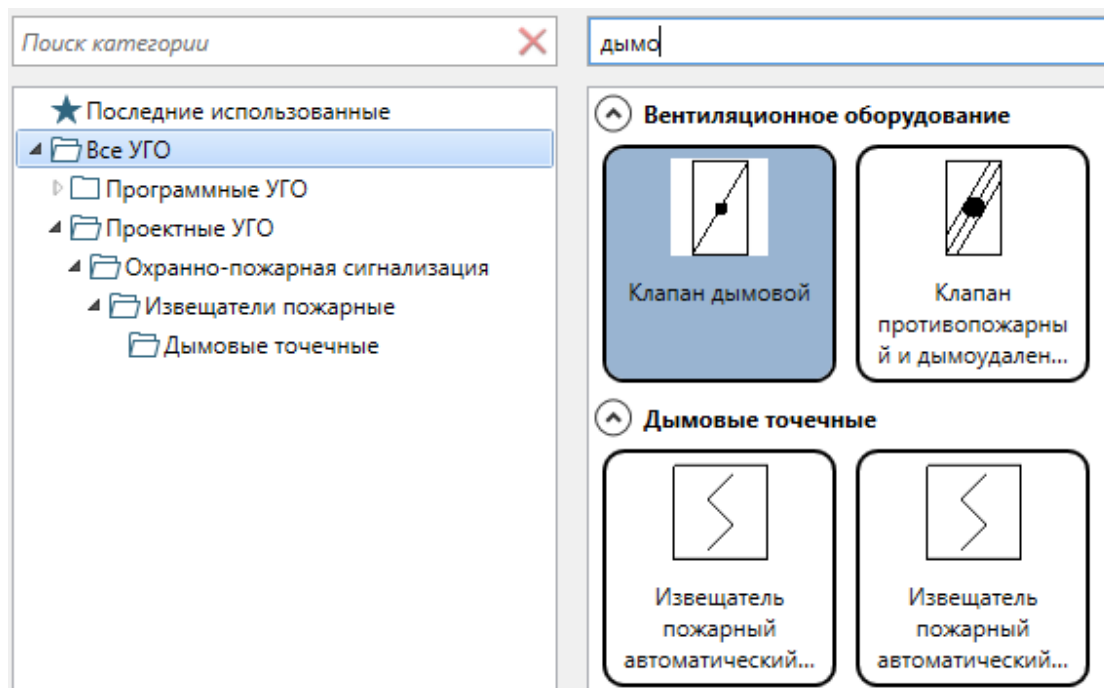 Поиск категории
дымо
Последние использованные
Все УГО
Программные УГО
Проектные УГО
Охранно-пожарная сигнализация
Извещатели пожарные
Дымовые точечные
Вентиляционное оборудование
Клапан дымовой
Клапан
противопожарны
й и дымоудален...
Дымовые точечные
Извещатель
пожарный
автоматический...
Извещатель
пожарный
автоматический...